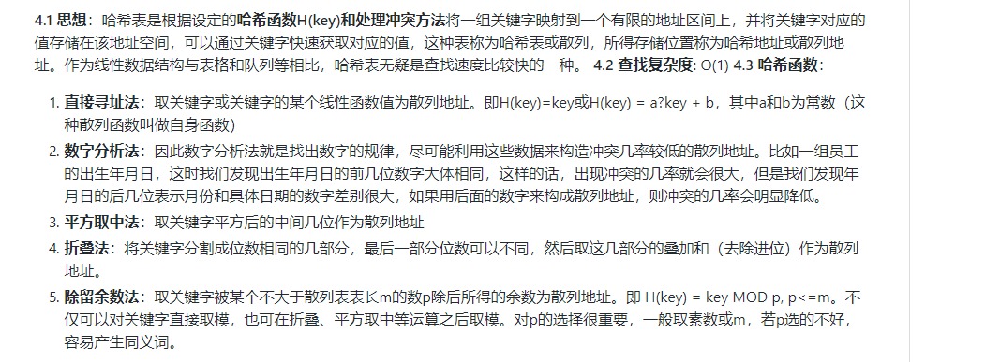 4.1 思想：哈希表是根据设定的哈希函数H(key)和处理冲突方法将一组关键字映射到一个有限的地址区间上，并将关键字对应的
值存储在该地址空间，可以通过关键字快速获取对应的值，这种表称为哈希表或散列，所得存储位置称为哈希地址或散列地
址。作为线性数据结构与表格和队列等相比，哈希表无疑是查找速度比较快的一种。 4.2 查找复杂度: O(1) 4.3 哈希函数：
1. 直接寻址法：取关键字或关键字的某个线性函数值为散列地址。即H(key)=key或H(key) = a?key + b，其中a和b为常数（这
种散列函数叫做自身函数）
2. 数字分析法：因此数字分析法就是找出数字的规律，尽可能利用这些数据来构造冲突几率较低的散列地址。比如一组员工
的出生年月日，这时我们发现出生年月日的前几位数字大体相同，这样的话，出现冲突的几率就会很大，但是我们发现年
月日的后几位表示月份和具体日期的数字差别很大，如果用后面的数字来构成散列地址，则冲突的几率会明显降低。
3. 平方取中法：取关键字平方后的中间几位作为散列地址
4. 折叠法：将关键字分割成位数相同的几部分，最后一部分位数可以不同，然后取这几部分的叠加和（去除进位）作为散列
地址。
5. 除留余数法：取关键字被某个不大于散列表表长m的数p除后所得的余数为散列地址。即 H(key) = key MOD p, p<=m。不
仅可以对关键字直接取模，也可在折叠、平方取中等运算之后取模。对p的选择很重要，一般取素数或m，若p选的不好，
容易产生同义词。